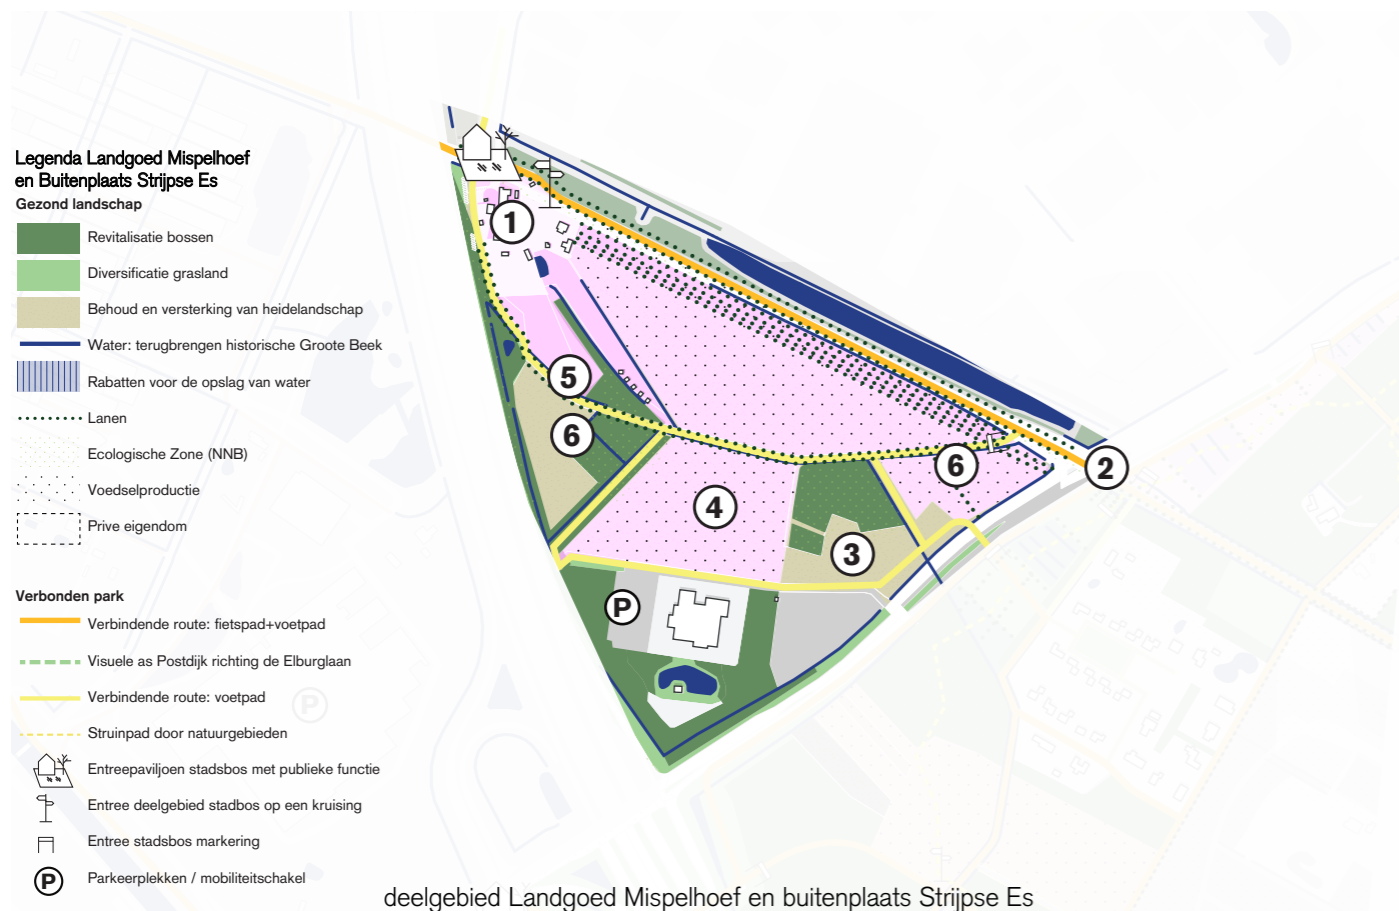 Legenda Landgoed Mispelhoef
en Buitenplaats Strijpse Es
Gezond landschap
Revitalisatie bossen
Diversificatie grasland
Behoud en versterking van heidelandschap
Water: terugbrengen historische Groote Beek
Rabatten voor de opslag van water
Lanen
Ecologische Zone (NNB)
Voedselproductie
Prive eigendom
Verbonden park
Verbindende route: fietspad+voetpad
Visuele as Postdijk richting de Elburglaan
Verbindende route: voetpad
Struinpad door natuurgebieden
Entreepaviljoen stadsbos met publieke functie
Entree deelgebied stadbos op een kruising
Entree stadsbos markering
P Parkeerplekken / mobiliteitschakel
1
5
6
6
2
4
3
P
P
deelgebied Landgoed Mispelhoef en buitenplaats Strijpse Es